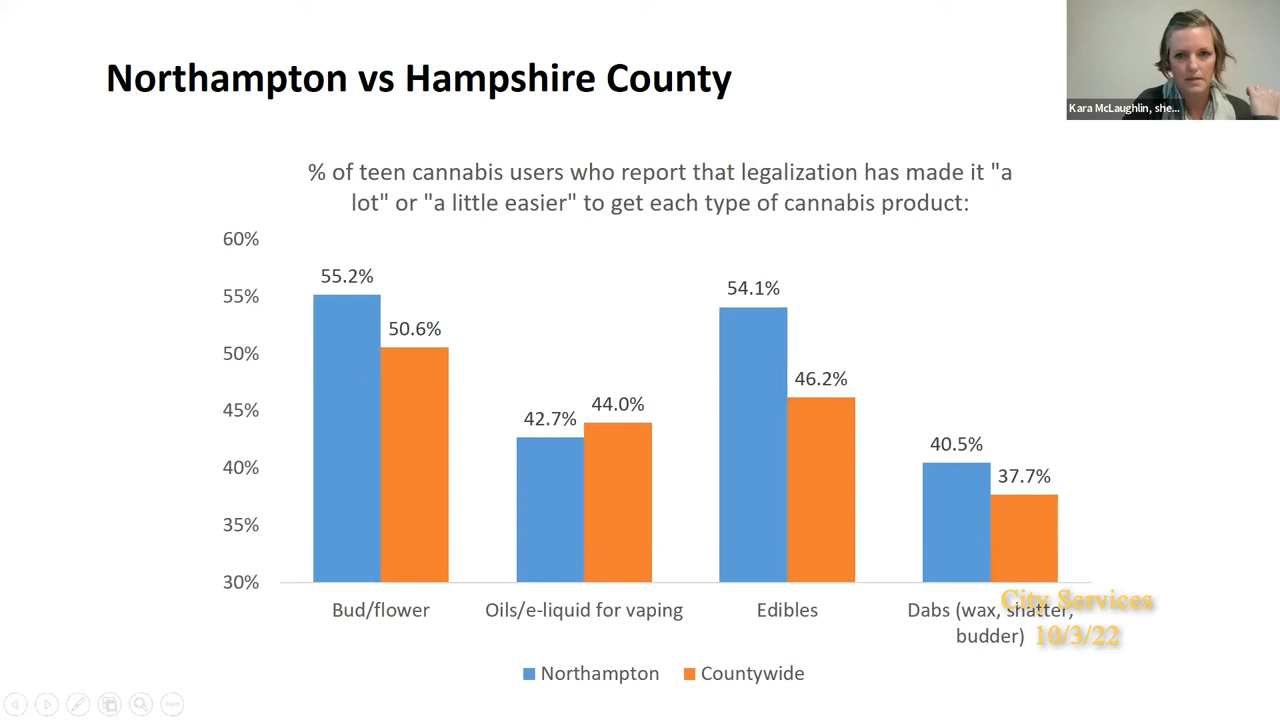 Northampton vs Hampshire County
Kara McLaughlin, she...
% of teen cannabis users who report that legalization has made it "a
lot" or "a little easier" to get each type of cannabis product:
60%
55%
50%
45%
40%
35%
30%
55.2%
50.6%
42.7%
44.0%
54.1%
46.2%
40.5%
37.7%
Bud/flower
Oils/e-liquid for vaping
Edibles
Dabs (wax, shatter,
budder)
City Services
10/3/22
Northampton
Countywide